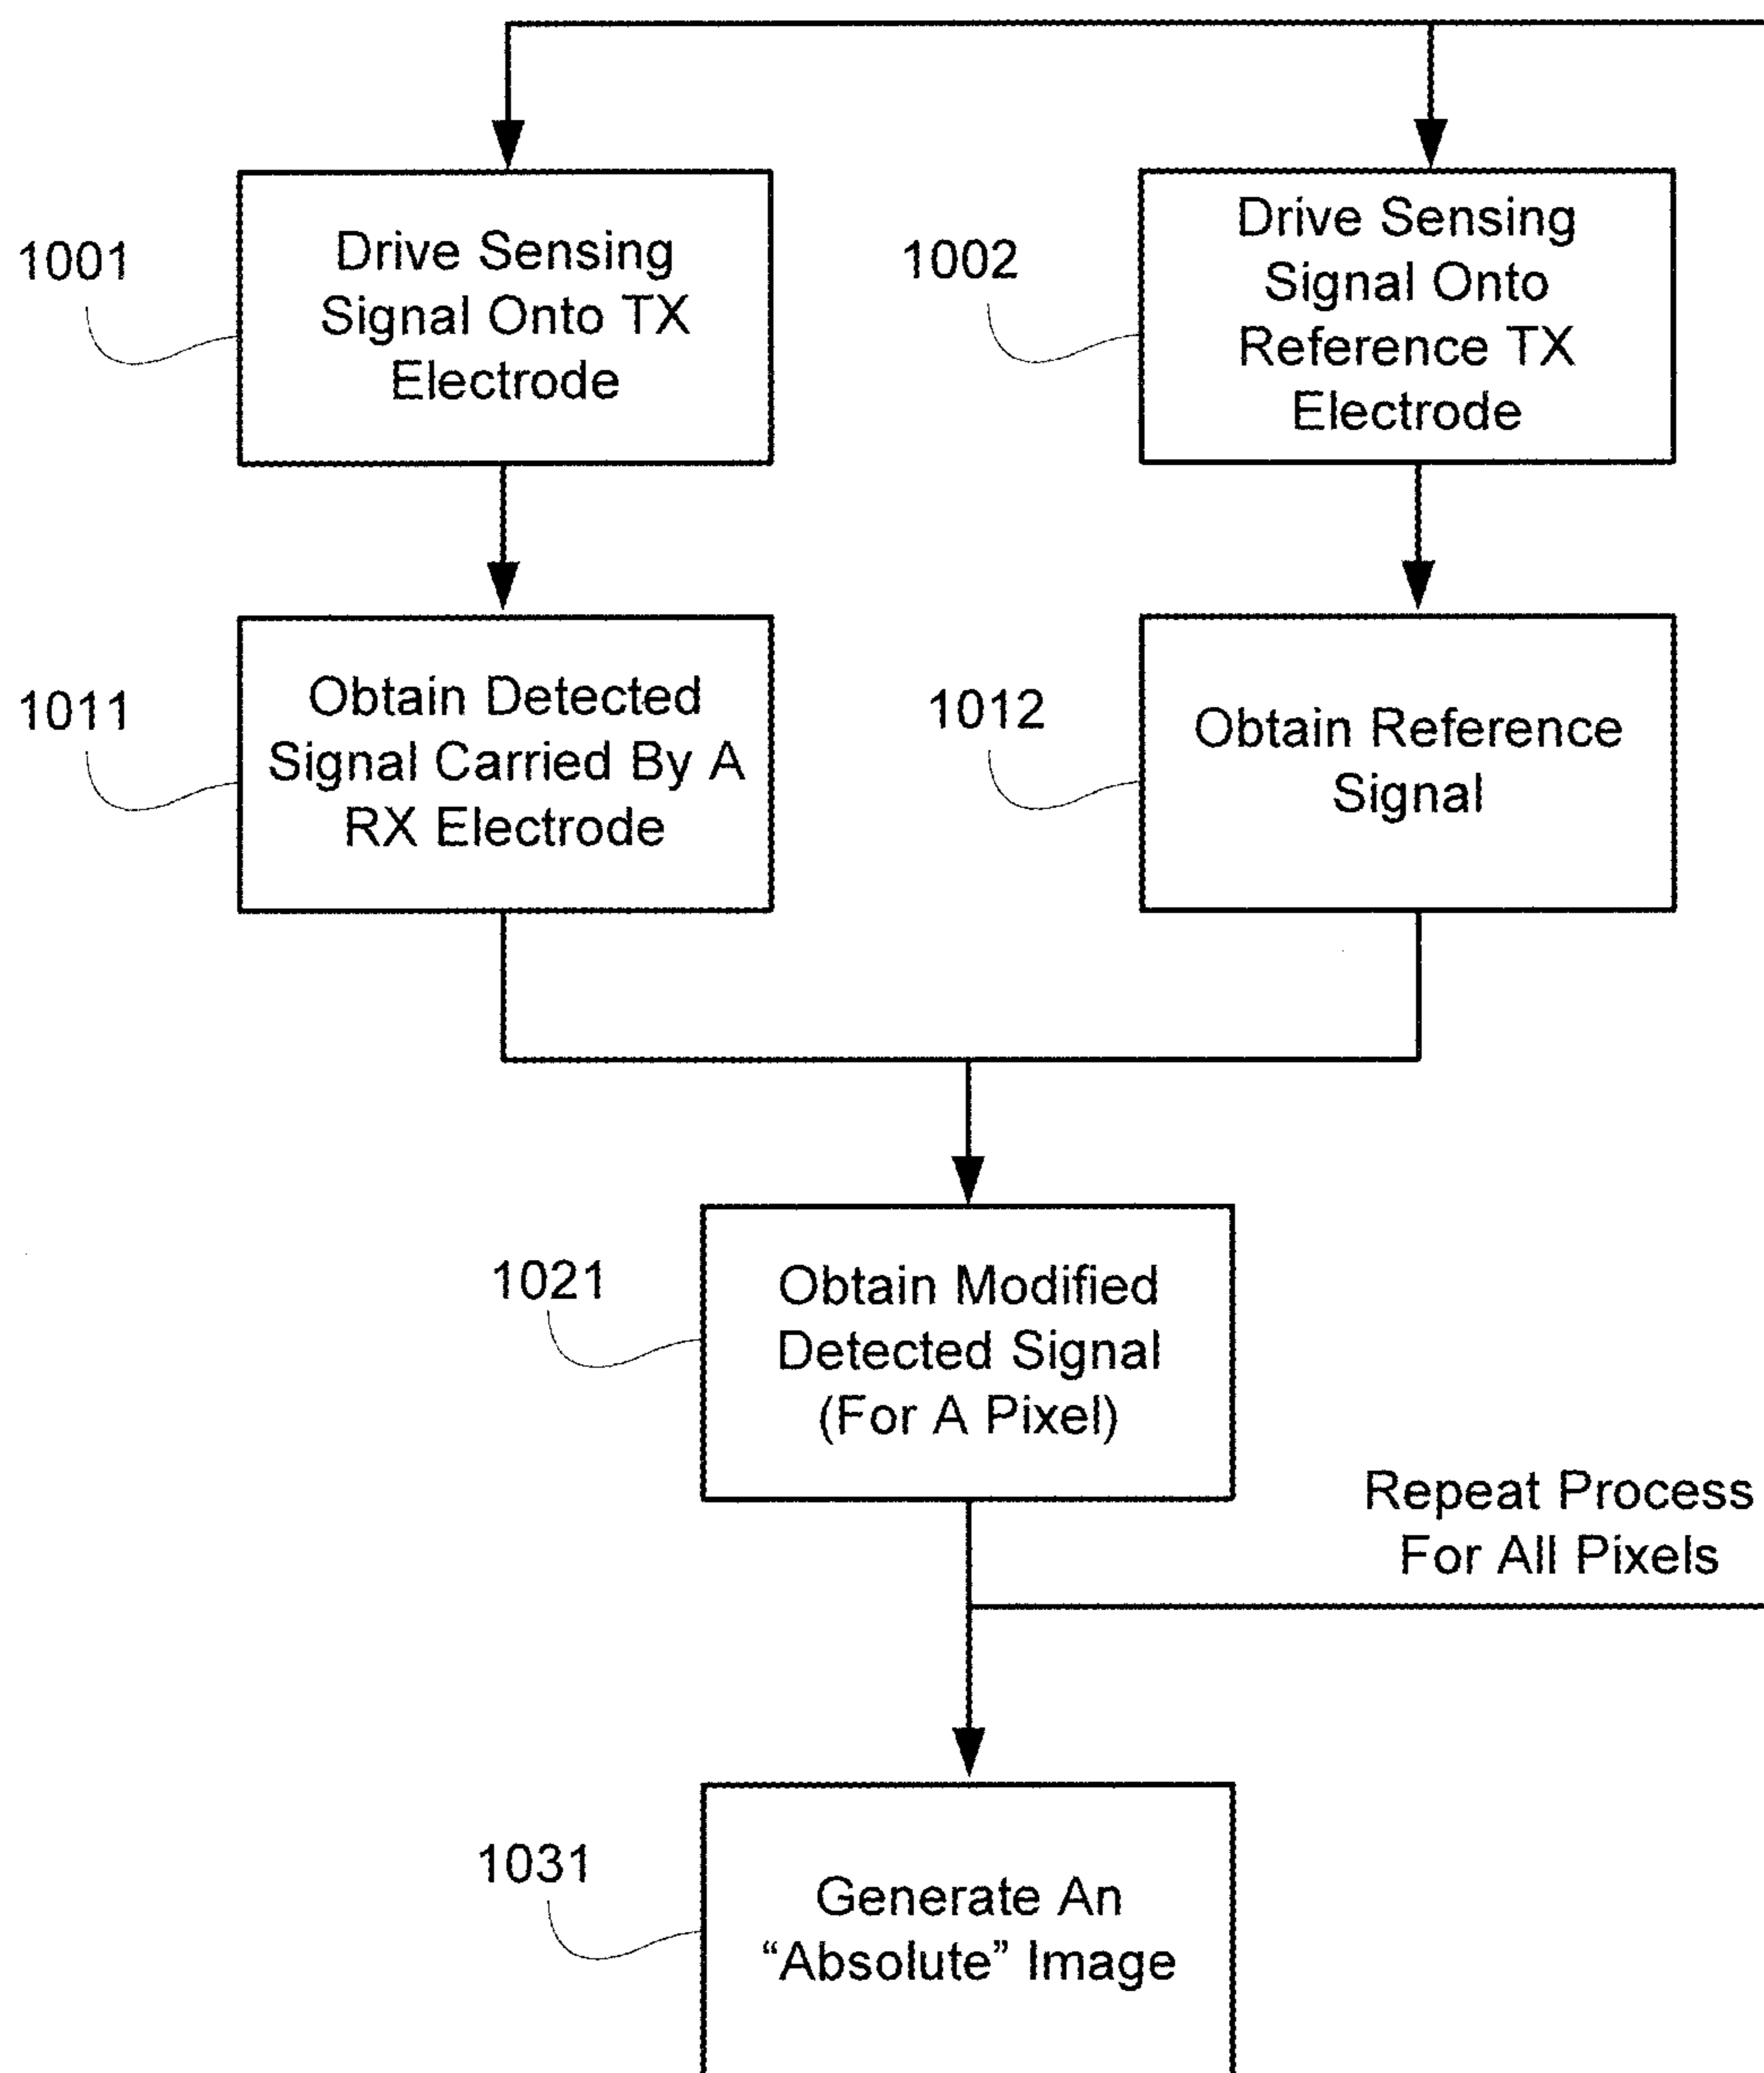 1001
Drive Sensing
Signal Onto TX
Electrode
1002
Drive Sensing
Signal Onto
Reference TX
Electrode
1011
Obtain Detected
Signal Carried By A
RX Electrode
1012
Obtain Reference
Signal
1021
Obtain Modified
Detected Signal
(For A Pixel)
Repeat Process
For All Pixels
1031
Generate An
“Absolute” Image